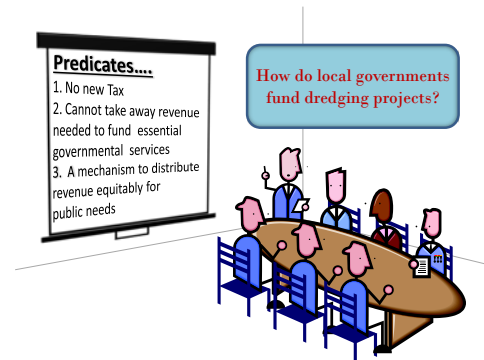 Predicates....
1. No new Tax
2. Cannot take away revenue
needed to fund essential
governmental services
3. A mechanism to distribute
revenue equitably for
public needs
How do local governments
fund dredging projects?